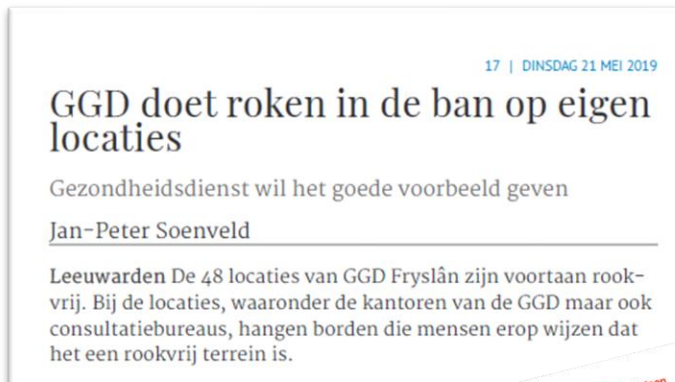 17 | DINSDAG 21 MEI 2019
GGD doet roken in de ban op eigen
locaties
Gezondheidsdienst wil het goede voorbeeld geven
Jan-Peter Soenveld
Leeuwarden De 48 locaties van GGD Fryslân zijn voortaan rook-
vrij. Bij de locaties, waaronder de kantoren van de GGD maar ook
consultatiebureaus, hangen borden die mensen erop wijzen dat
het een rookvrij terrein is.